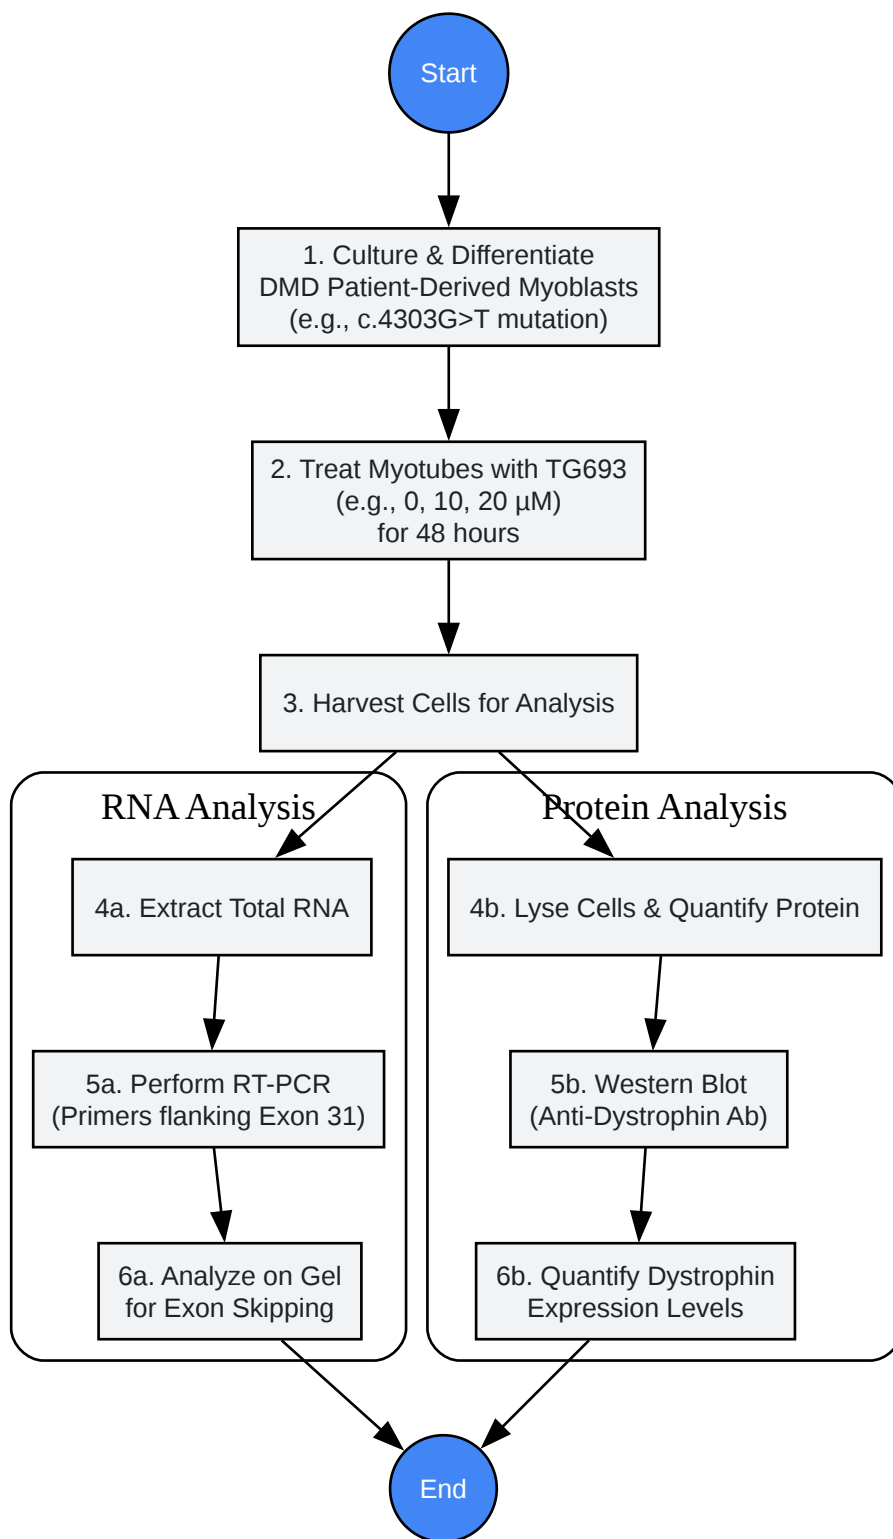 Start
1. Culture & Differentiate
DMD Patient-Derived Myoblasts
(e.g., c.4303G>T mutation)
2. Treat Myotubes with TG693
(e.g., 0, 10, 20 µM)
for 48 hours
3. Harvest Cells for Analysis
RNA Analysis
4a. Extract Total RNA
5a. Perform RT-PCR
(Primers flanking Exon 31)
6a. Analyze on Gel
for Exon Skipping
Protein Analysis
4b. Lyse Cells & Quantify Protein
5b. Western Blot
(Anti-Dystrophin Ab)
6b. Quantify Dystrophin
Expression Levels
End